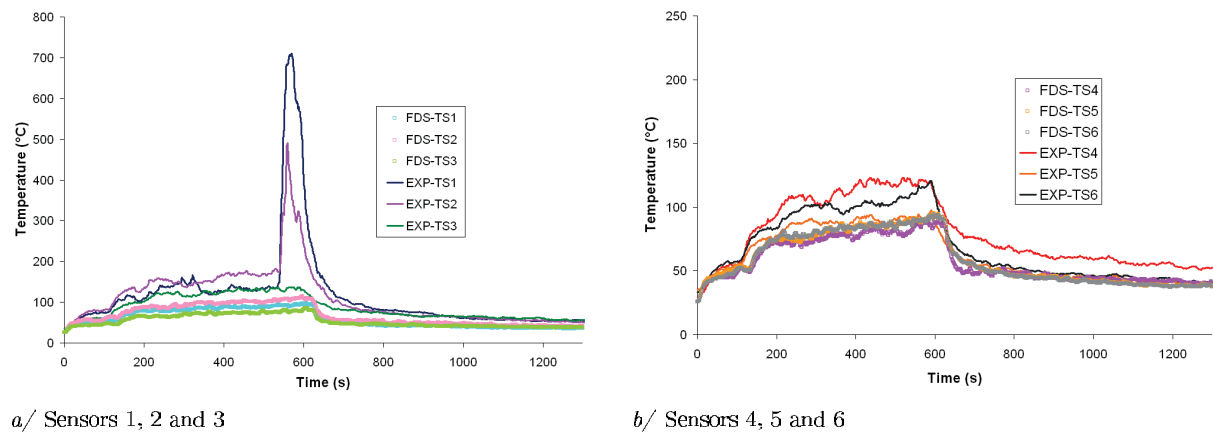 800
700
600
500
400
300
200
100
0
Temperature (°C)
0 200 400 600 800 1000 1200
Time (s)
FDS-TS1
FDS-TS2
FDS-TS3
EXP-TS1
EXP-TS2
EXP-TS3
a/ Sensors 1, 2 and 3
250
200
150
100
50
0
Temperature (°C)
0 200 400 600 800 1000 1200
Time (s)
FDS-TS4
FDS-TS5
FDS-TS6
EXP-TS4
EXP-TS5
EXP-TS6
b/ Sensors 4, 5 and 6